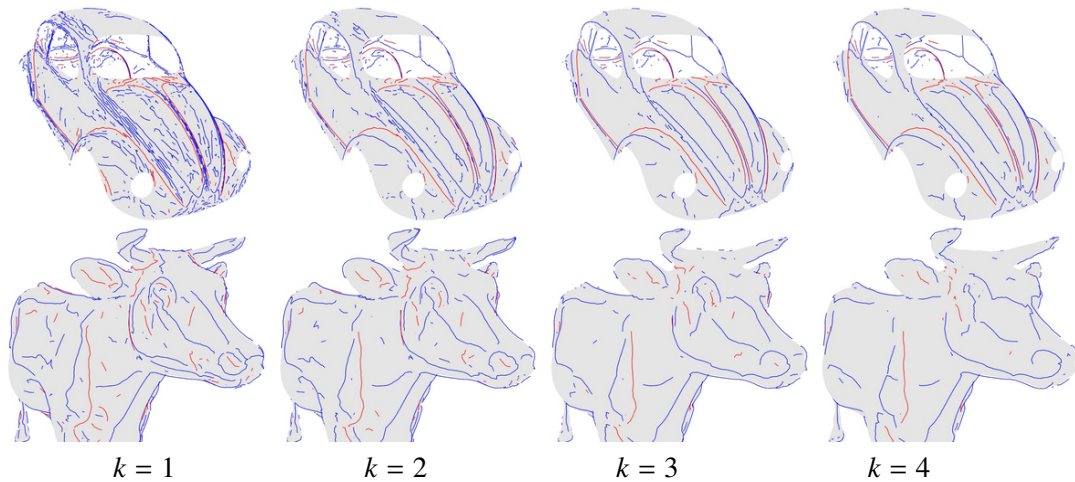 k = 1 k = 2 k = 3 k = 4